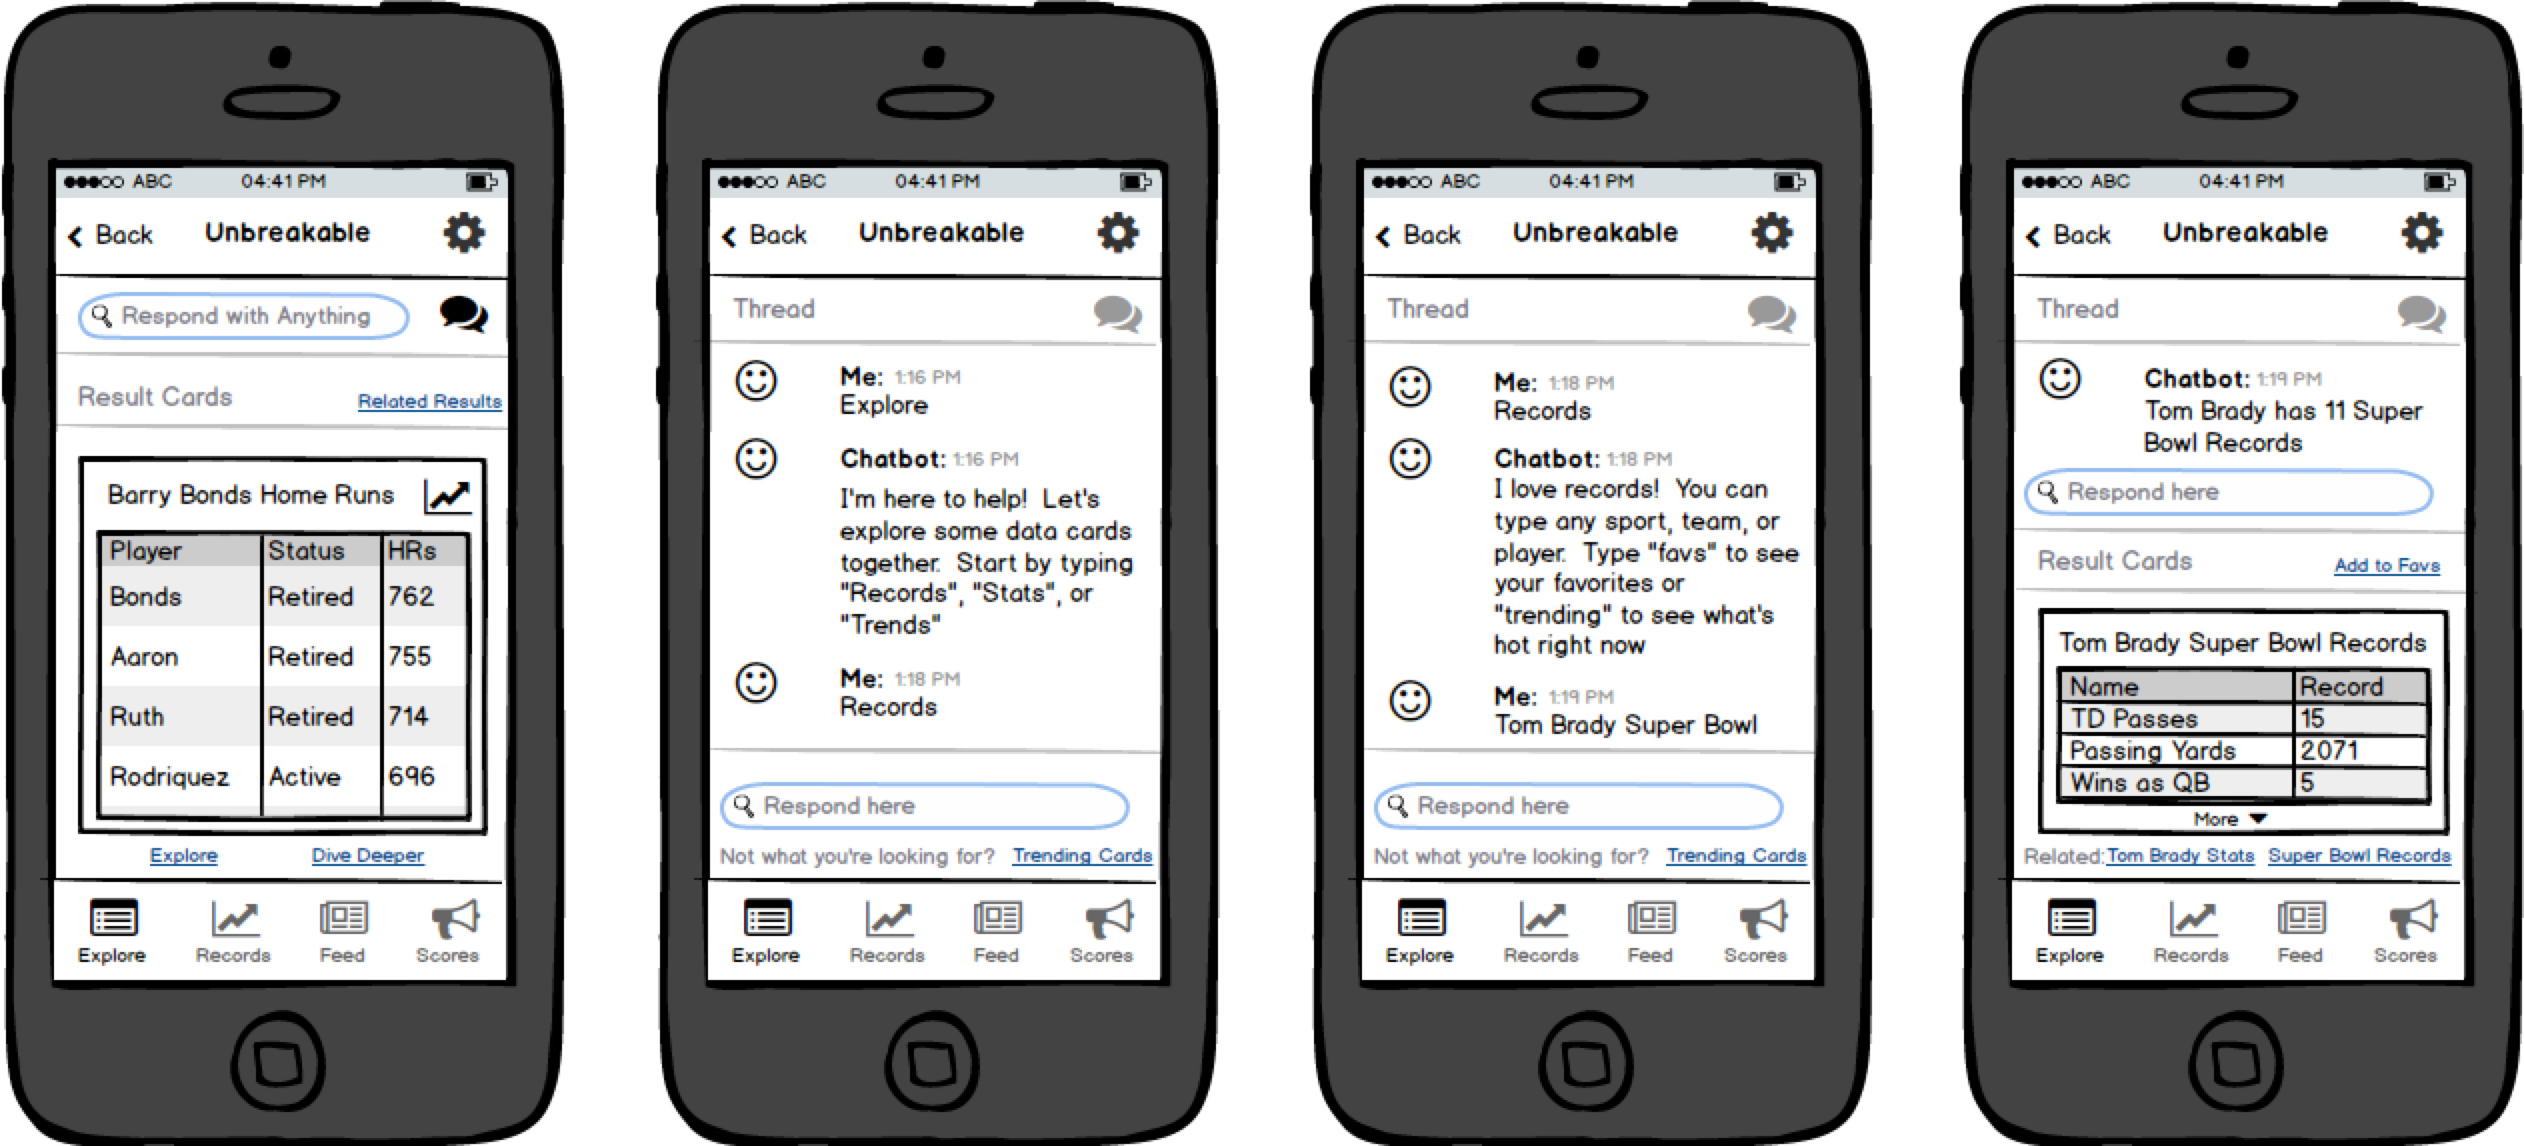 ABC 04:41 PM
Back Unbreakable
Respond with Anything
Result Cards Related Results
Barry Bonds Home Runs
Player Status HRs
Bonds Retired 762
Aaron Retired 755
Ruth Retired 714
Rodriquez Active 696
Explore Dive Deeper
Explore Records Feed Scores
ABC 04:41 PM
Back Unbreakable
Thread
Me: 1:16 PM
Explore
Chatbot: 1:16 PM
I'm here to help! Let's
explore some data cards
together. Start by typing
"Records", "Stats", or
"Trends"
Me: 1:18 PM
Records
Respond here
Not what you're looking for? Trending Cards
Explore Records Feed Scores
ABC 04:41 PM
Back Unbreakable
Thread
Me: 1:18 PM
Records
Chatbot: 1:18 PM
I love records! You can
type any sport, team, or
player. Type "favs" to see
your favorites or
"trending" to see what's
hot right now
Me: 1:19 PM
Tom Brady Super Bowl
Respond here
Not what you're looking for? Trending Cards
Explore Records Feed Scores
ABC 04:41 PM
Back Unbreakable
Thread
Chatbot: 1:19 PM
Tom Brady has 11 Super
Bowl Records
Respond here
Result Cards Add to Favs
Tom Brady Super Bowl Records
Name Record
TD Passes 15
Passing Yards 2071
Wins as QB 5
More
Related: Tom Brady Stats Super Bowl Records
Explore Records Feed Scores